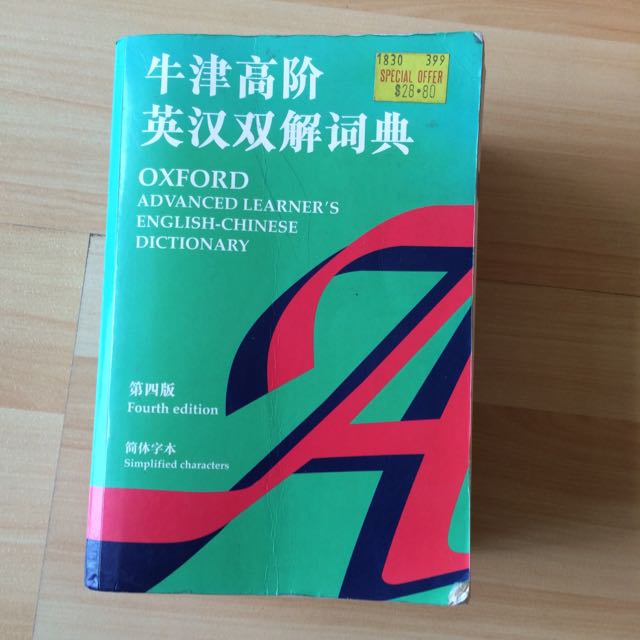 1830 399
SPECIAL OFFER
$28.80
牛津高阶
英汉双解词典
OXFORD
ADVANCED LEARNER'S
ENGLISH-CHINESE
DICTIONARY
第四版
Fourth edition
简体字本
Simplified characters
A